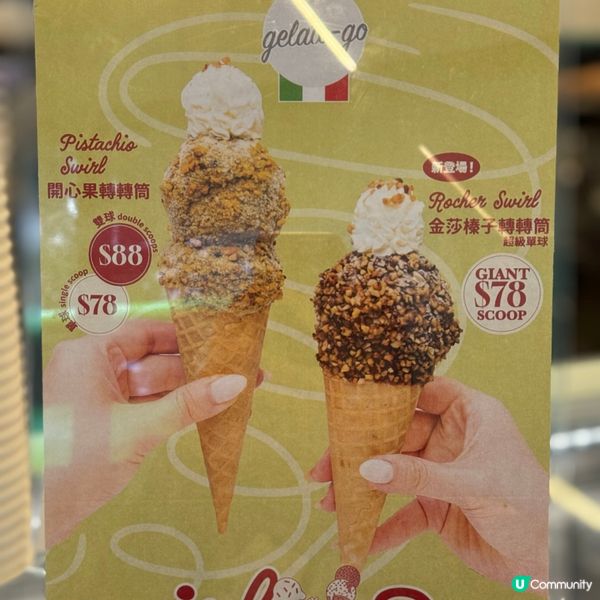 gelato-go
Pistachio
Swirl
開心果轉轉筒
雙球 double scoops
$88
單球 single scoop
$78
新登場!
Rocher Swirl
金莎榛子轉轉筒
超級單球
GIANT
$78
SCOOP
U Community